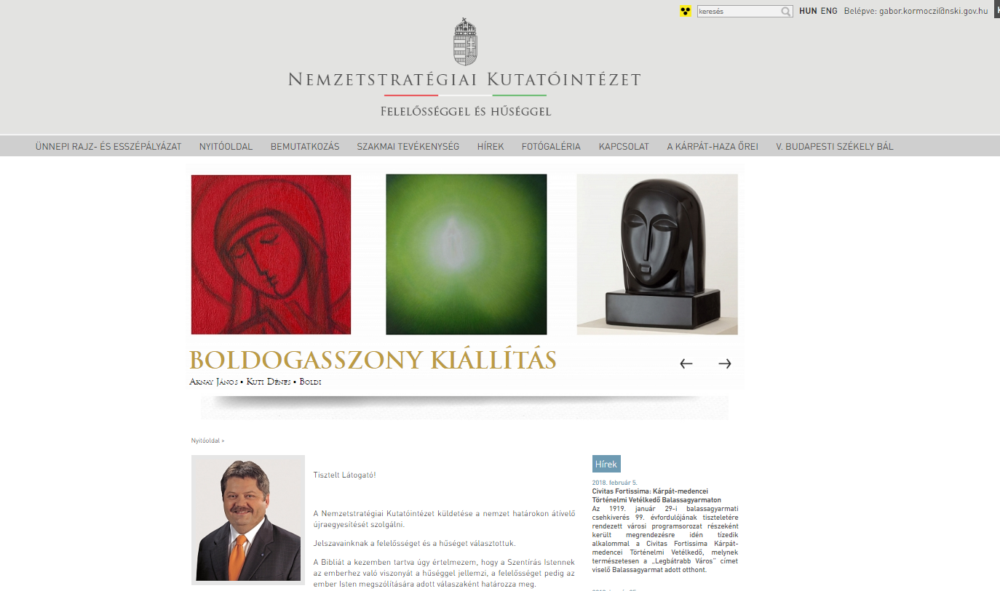 keresés
HUN ENG Belépve: gabor.kormoczi@nski.gov.hu
NEMZETSTRATÉGIAI KUTATÓINTÉZET
FELELŐSSÉGGEL ÉS HŰSÉGGEL
ÜNNEPI RAJZ- ÉS ESSZÉPÁLYÁZAT NYITÓOLDAL BEMUTATKOZÁS SZAKMAI TEVÉKENYSÉG HÍREK FOTÓGALÉRIA KAPCSOLAT A KÁRPÁT-HAZA ŐREI V. BUDAPESTI SZÉKELY BÁL
BOLDOGASSZONY KIÁLLÍTÁS
ARNAY JÁNOS ▪ KUTI DÉNES ▪ BOLDI
Nyitóoldal >
Tisztelt Látogató!
A Nemzetstratégiai Kutatóintézet küldetése a nemzet határokon átívelő
újraegyesítését szolgálni.
Jelszavainknak a felelősséget és a hűséget választottuk.
A Bibliát a kezemben tartva úgy értelmezem, hogy a Szentírás Istennek
az emberhez való viszonyát a hűséggel jellemzi, a felelősséget pedig az
ember Isten megszólítására adott válaszaként határozza meg.
Hírek
2018. február 5.
Civitas Fortissima: Kárpát-medencei
Történelmi Vetélkedő Balassagyarmaton
Az 1919. január 29-i balassagyarmati
csehkiverés 99. évfordulójának tiszteletére
rendezett városi programsorozat részeként
került megrendezésre idén tízedik
alkalommal a Civitas Fortissima Kárpát-
medencei Történelmi Vetélkedő, melynek
természetesen a „Legbátrabb Város" címet
viselő Balassagyarmat adott otthont.